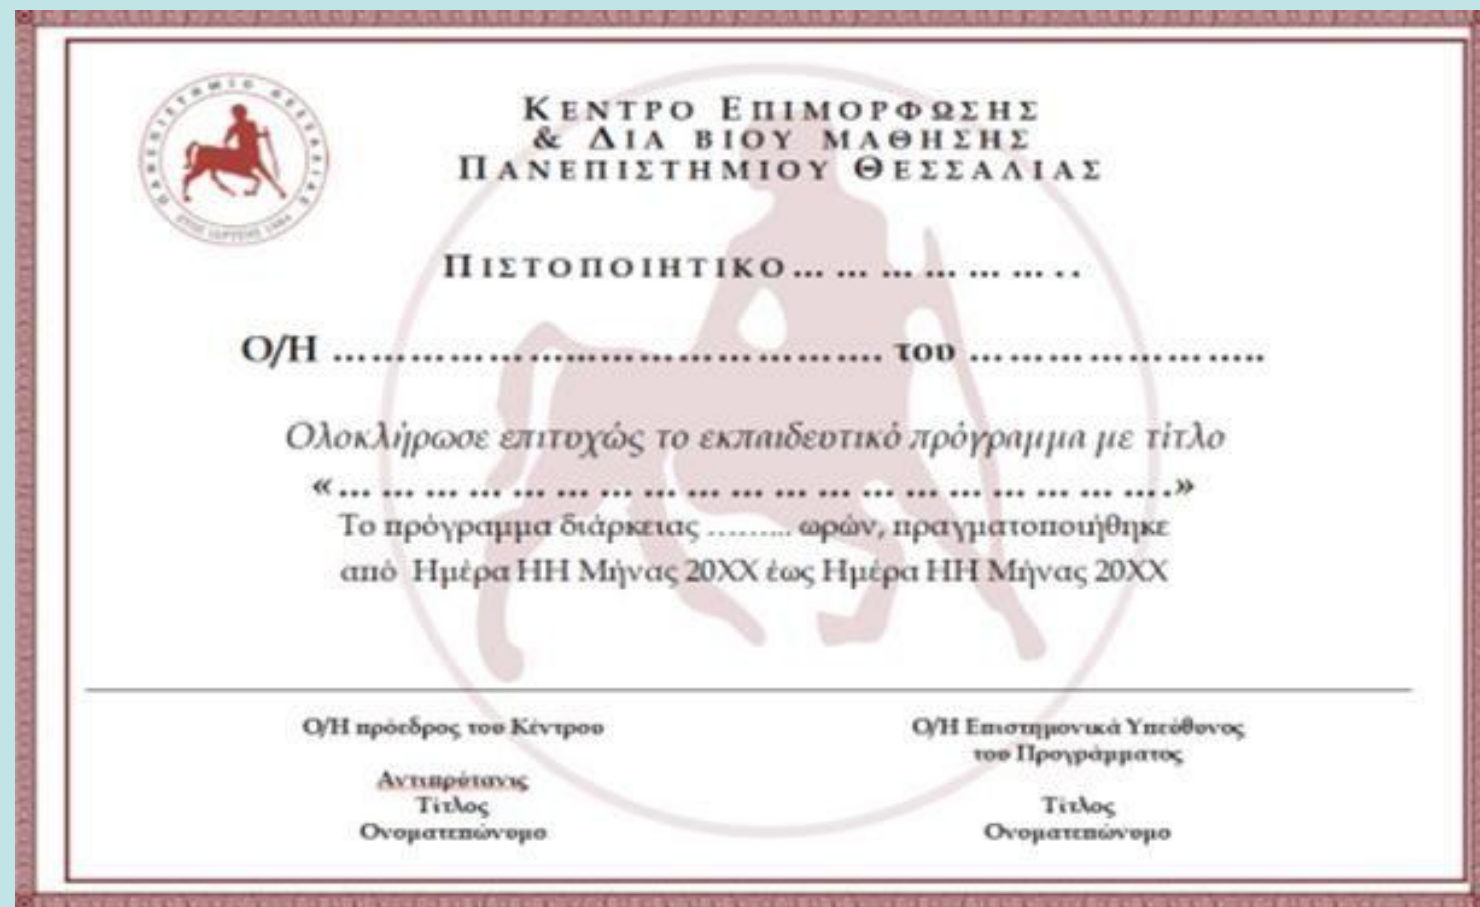 ΠΑΝΕΠΙΣΤΗΜΙΟ ΘΕΣΣΑΛΙΑΣ
ΚΕΝΤΡΟ ΕΠΙΜΟΡΦΩΣΗΣ
& ΔΙΑ ΒΙΟΥ ΜΑΘΗΣΗΣ
ΠΑΝΕΠΙΣΤΗΜΙΟΥ ΘΕΣΣΑΛΙΑΣ
ΠΙΣΤΟΠΟΙΗΤΙΚΟ... ... ... ... ... ... . .
Ο/Η ……………………………………. του …………………..
Ολοκλήρωσε επιτυχώς το εκπαιδευτικό πρόγραμμα με τίτλο
«... ... ... ... ... ... ... ... ... ... ... ... ... ... ... ... ... ... ... .»
Το πρόγραμμα διάρκειας ……... ωρών, πραγματοποιήθηκε
από Ημέρα ΗΗ Μήνας 20ΧΧ έως Ημέρα ΗΗ Μήνας 20ΧΧ
Ο/Η πρόεδρος του Κέντρου
Αντιπρύτανις
Τίτλος
Ονοματεπώνυμο
Ο/Η Επιστημονικά Υπεύθυνος
του Προγράμματος
Τίτλος
Ονοματεπώνυμο